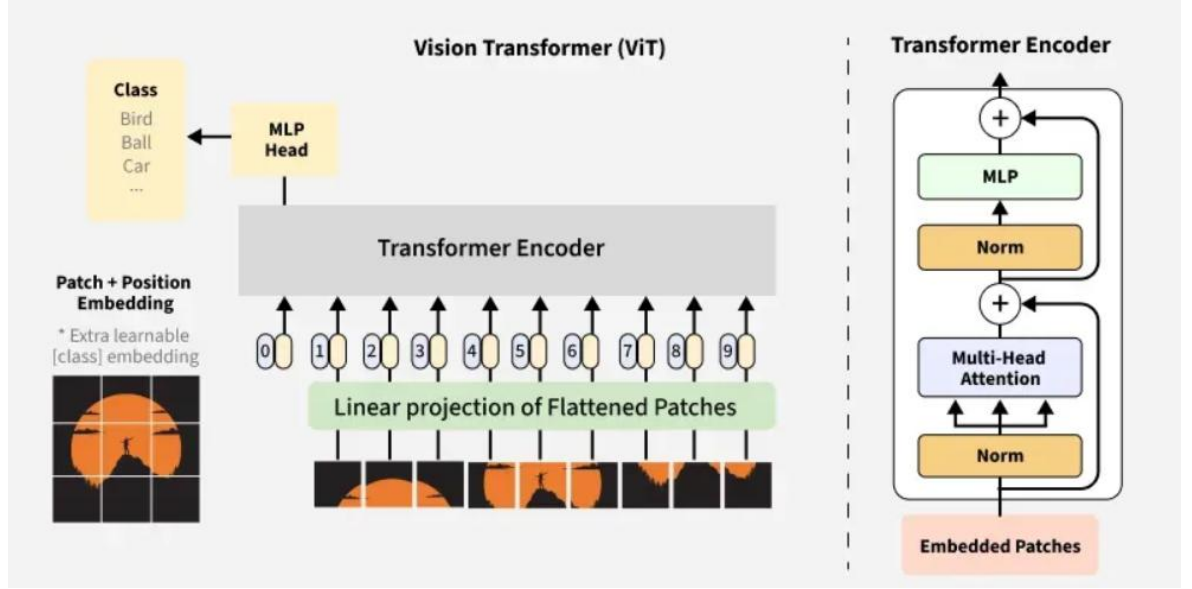 Vision Transformer (ViT)
Class
Bird
Ball
Car
...
MLP
Head
Transformer Encoder
Patch + Position
Embedding
* Extra learnable
[class] embedding
0 1 2 3 4 5 6 7 8 9
Linear projection of Flattened Patches
Transformer Encoder
+
MLP
Norm
+
Multi-Head
Attention
Norm
Embedded Patches